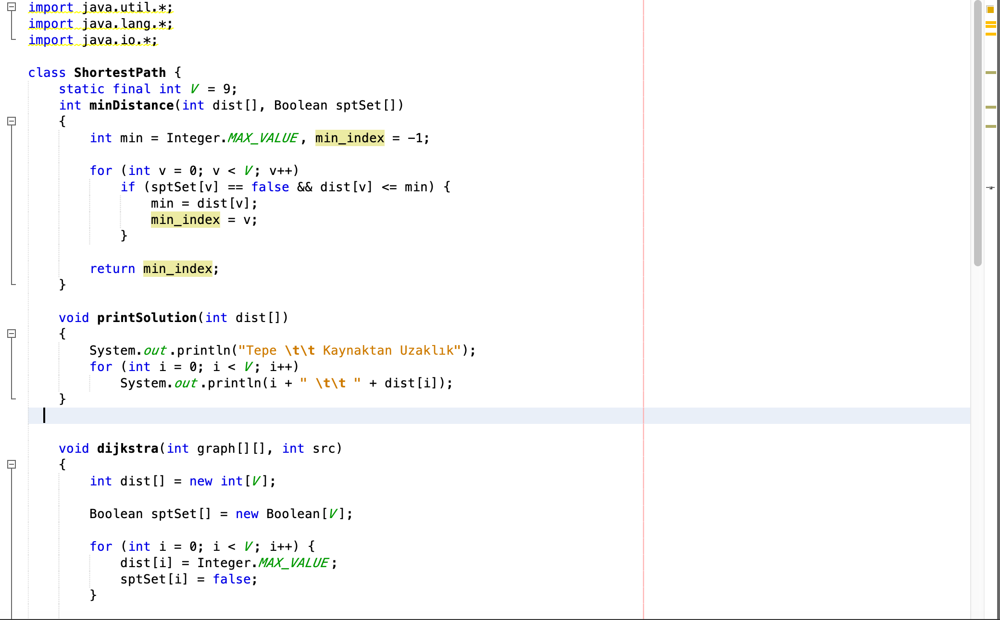 import java.util.*;
import java.lang.*;
import java.io.*;
class ShortestPath {
static final int V = 9;
int minDistance(int dist[], Boolean sptSet[])
{
int min = Integer.MAX_VALUE, min_index = -1;
for (int v = 0; v < V; v++)
if (sptSet[v] == false && dist[v] <= min) {
min = dist[v];
min_index = v;
}
return min_index;
}
void printSolution(int dist[])
{
System.out.println("Tepe \t\t Kaynaktan Uzaklık");
for (int i = 0; i < V; i++)
System.out.println(i + " \t\t " + dist[i]);
}
void dijkstra(int graph[][], int src)
{
int dist[] = new int[V];
Boolean sptSet[] = new Boolean[V];
for (int i = 0; i < V; i++) {
dist[i] = Integer.MAX_VALUE;
sptSet[i] = false;
}